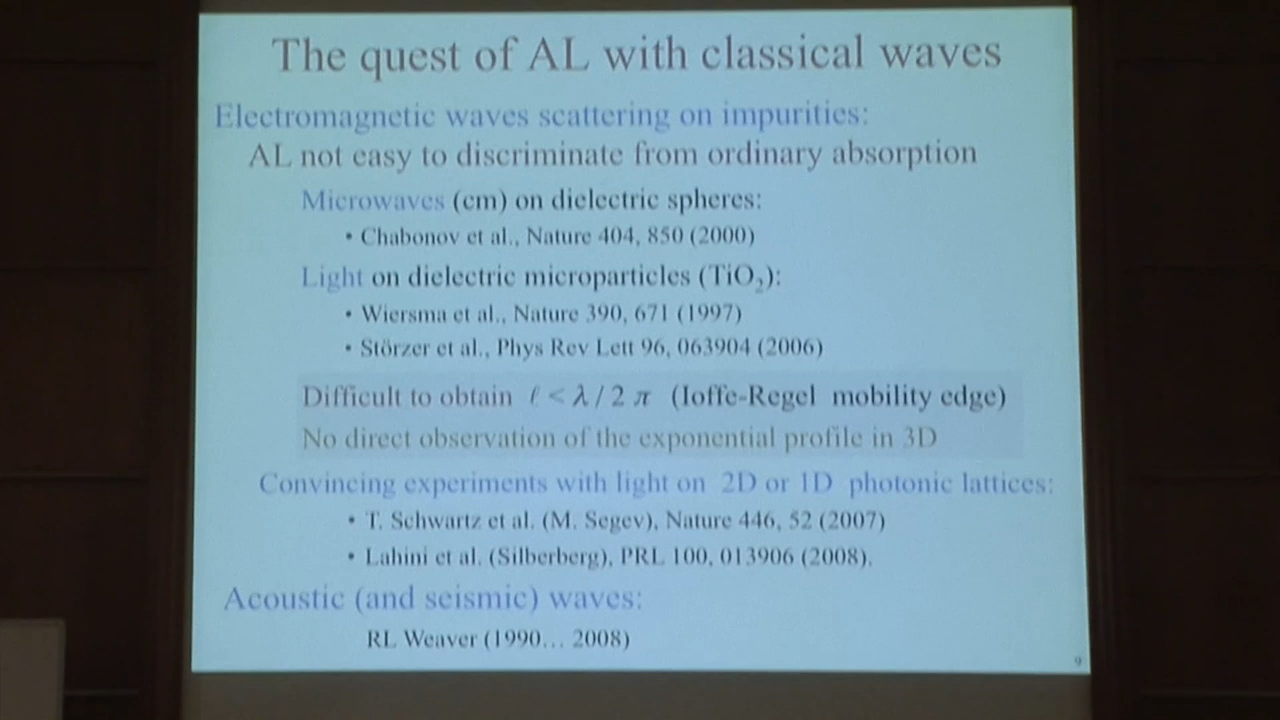 The quest of AL with classical waves
Electromagnetic waves scattering on impurities:
AL not easy to discriminate from ordinary absorption
Microwaves (cm) on dielectric spheres:
• Chabonov et al., Nature 404, 850 (2000)
Light on dielectric microparticles (TiO₂):
• Wiersma et al., Nature 390, 671 (1997)
• Störzer et al., Phys Rev Lett 96, 063904 (2006)
Difficult to obtain ℓ < λ / 2 π (Ioffe-Regel mobility edge)
No direct observation of the exponential profile in 3D
Convincing experiments with light on 2D or 1D photonic lattices:
• T. Schwartz et al. (M. Segev), Nature 446, 52 (2007)
• Lahini et al. (Silberberg), PRL 100, 013906 (2008).
Acoustic (and seismic) waves:
RL Weaver (1990… 2008)
9